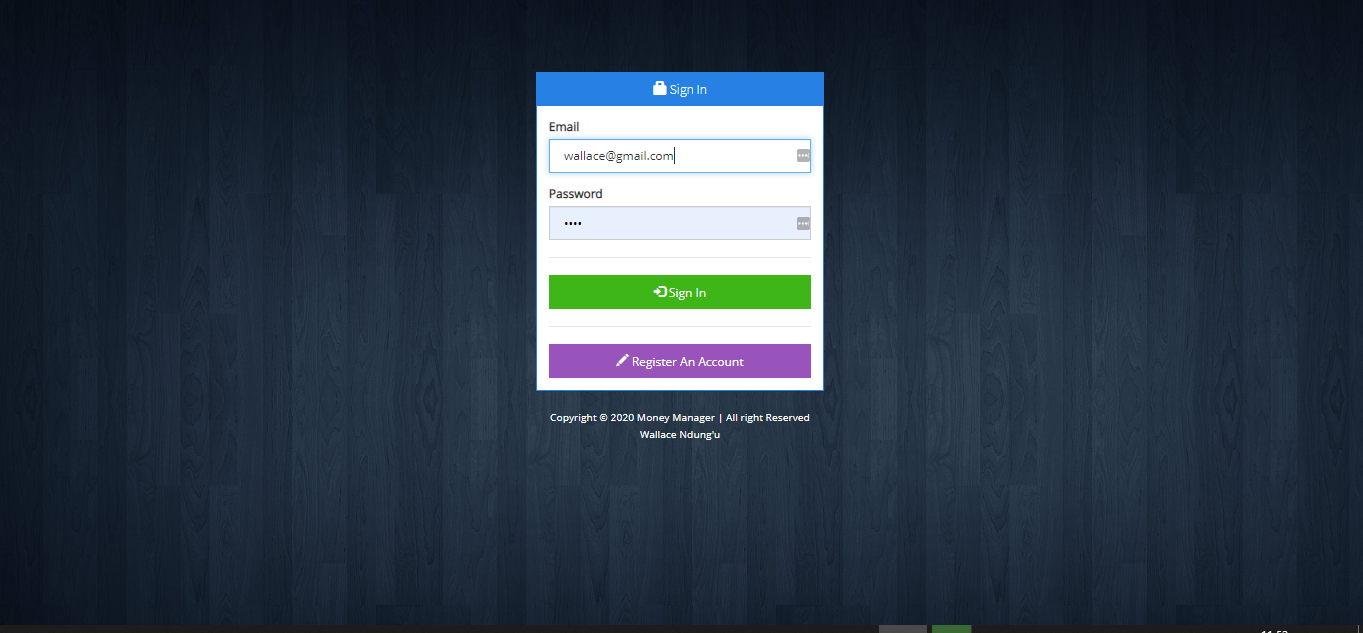 Sign In
Email
wallace@gmail.com
Password
••••
Sign In
Register An Account
Copyright © 2020 Money Manager | All right Reserved
Wallace Ndung'u